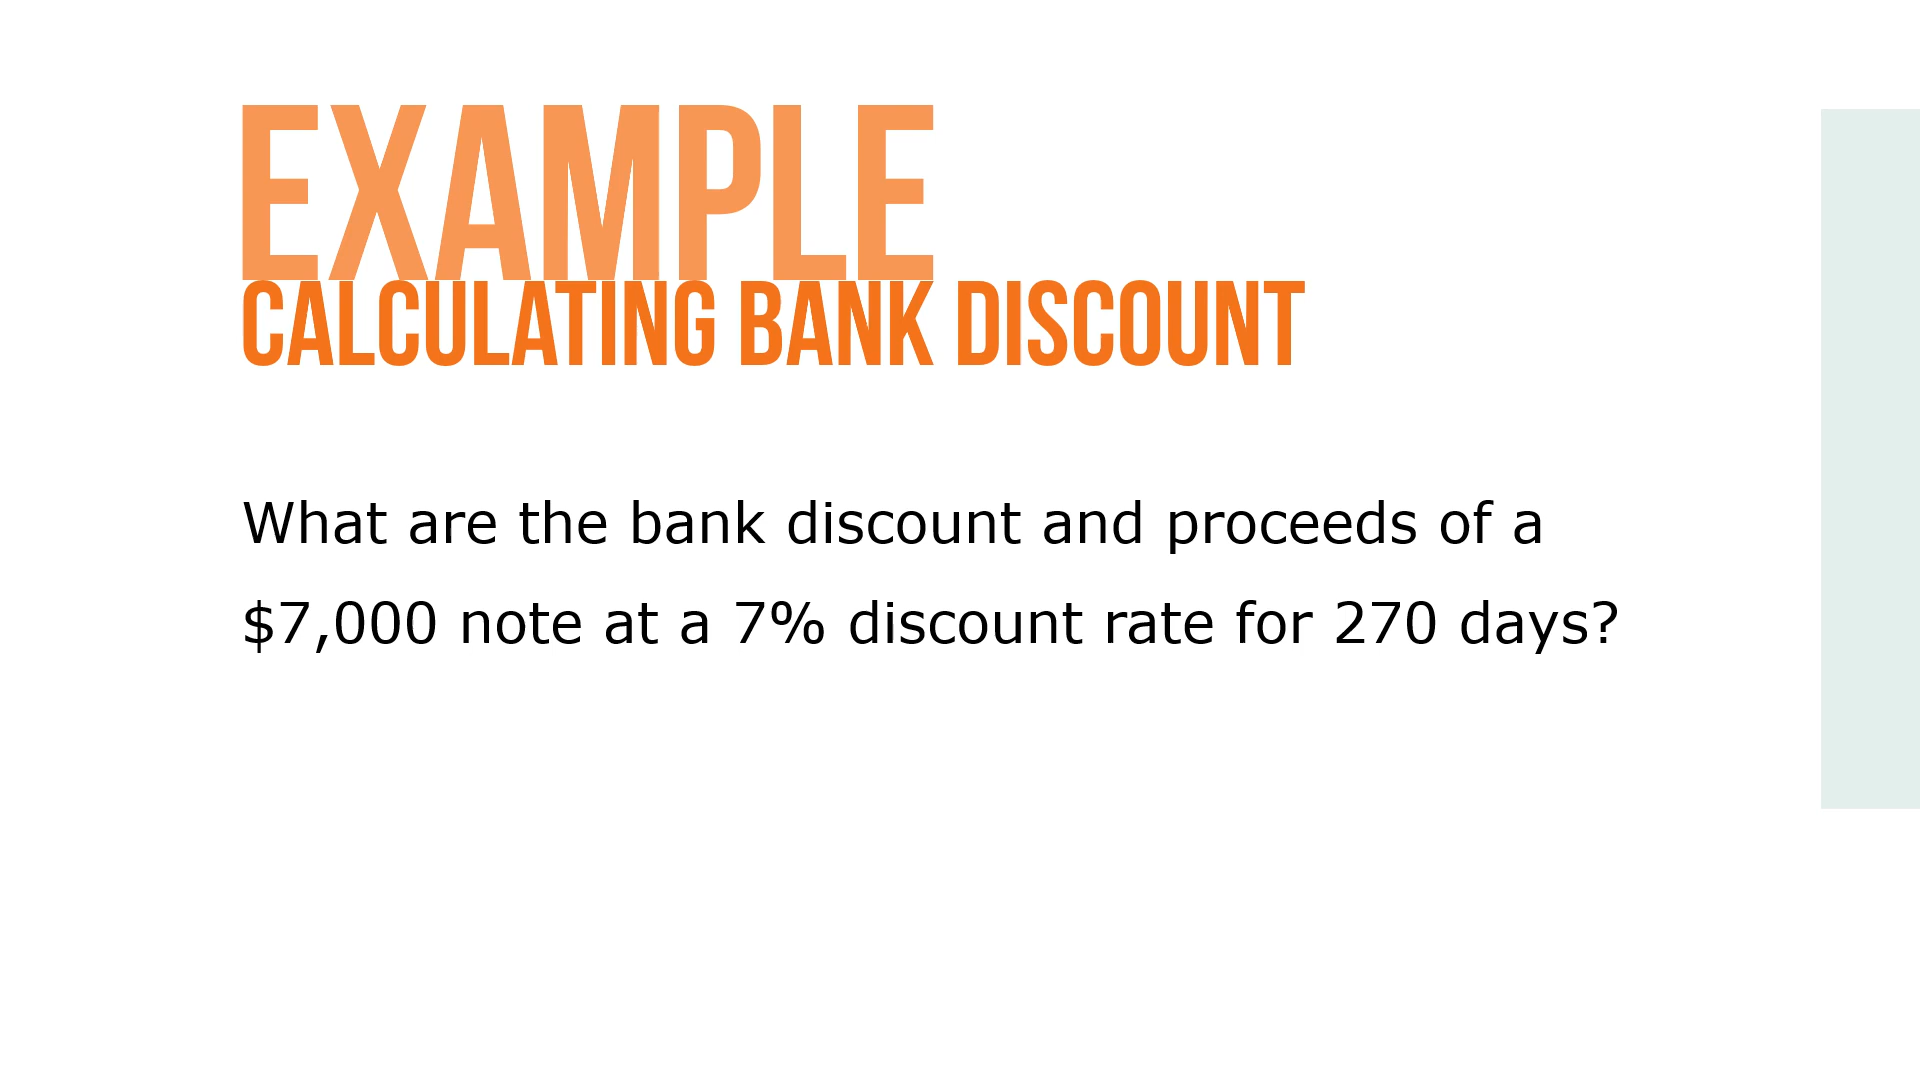 EXAMPLE
CALCULATING BANK DISCOUNT
What are the bank discount and proceeds of a
$7,000 note at a 7% discount rate for 270 days?